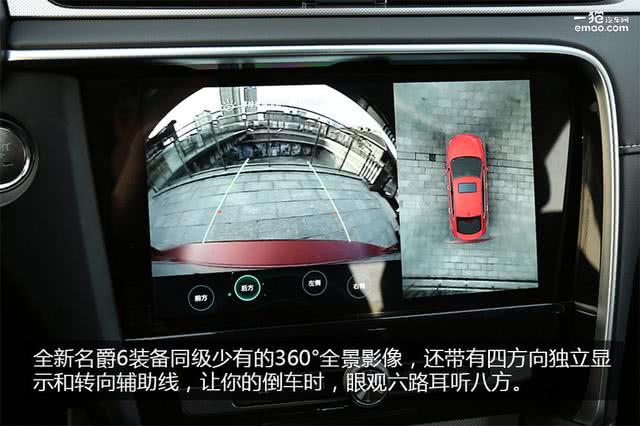 一猫汽车网
emao.com
前方
后方
左侧
右侧
全新名爵6装备同级少有的360°全景影像，还带有四方向独立显
示和转向辅助线，让你的倒车时，眼观六路耳听八方。